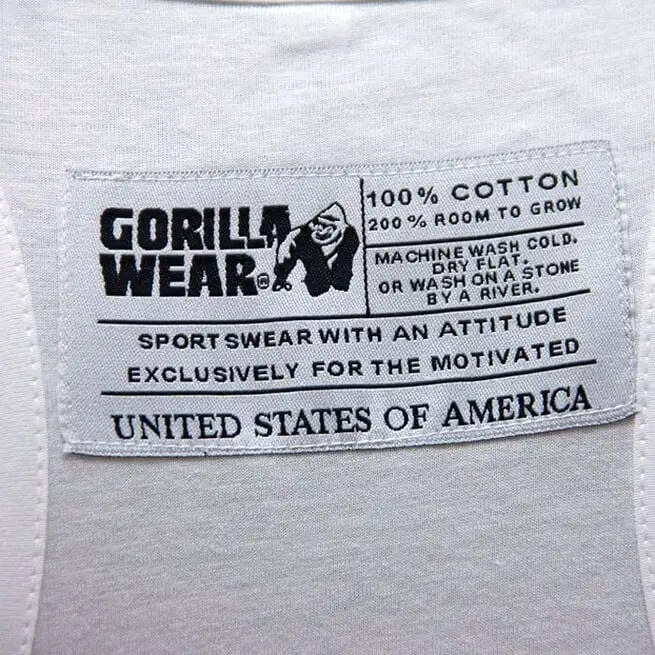 GORILLA
WEAR®
100% COTTON
200% ROOM TO GROW
MACHINE WASH COLD.
DRY FLAT.
OR WASH ON A STONE
BY A RIVER.
SPORTSWEAR WITH AN ATTITUDE
EXCLUSIVELY FOR THE MOTIVATED
UNITED STATES OF AMERICA